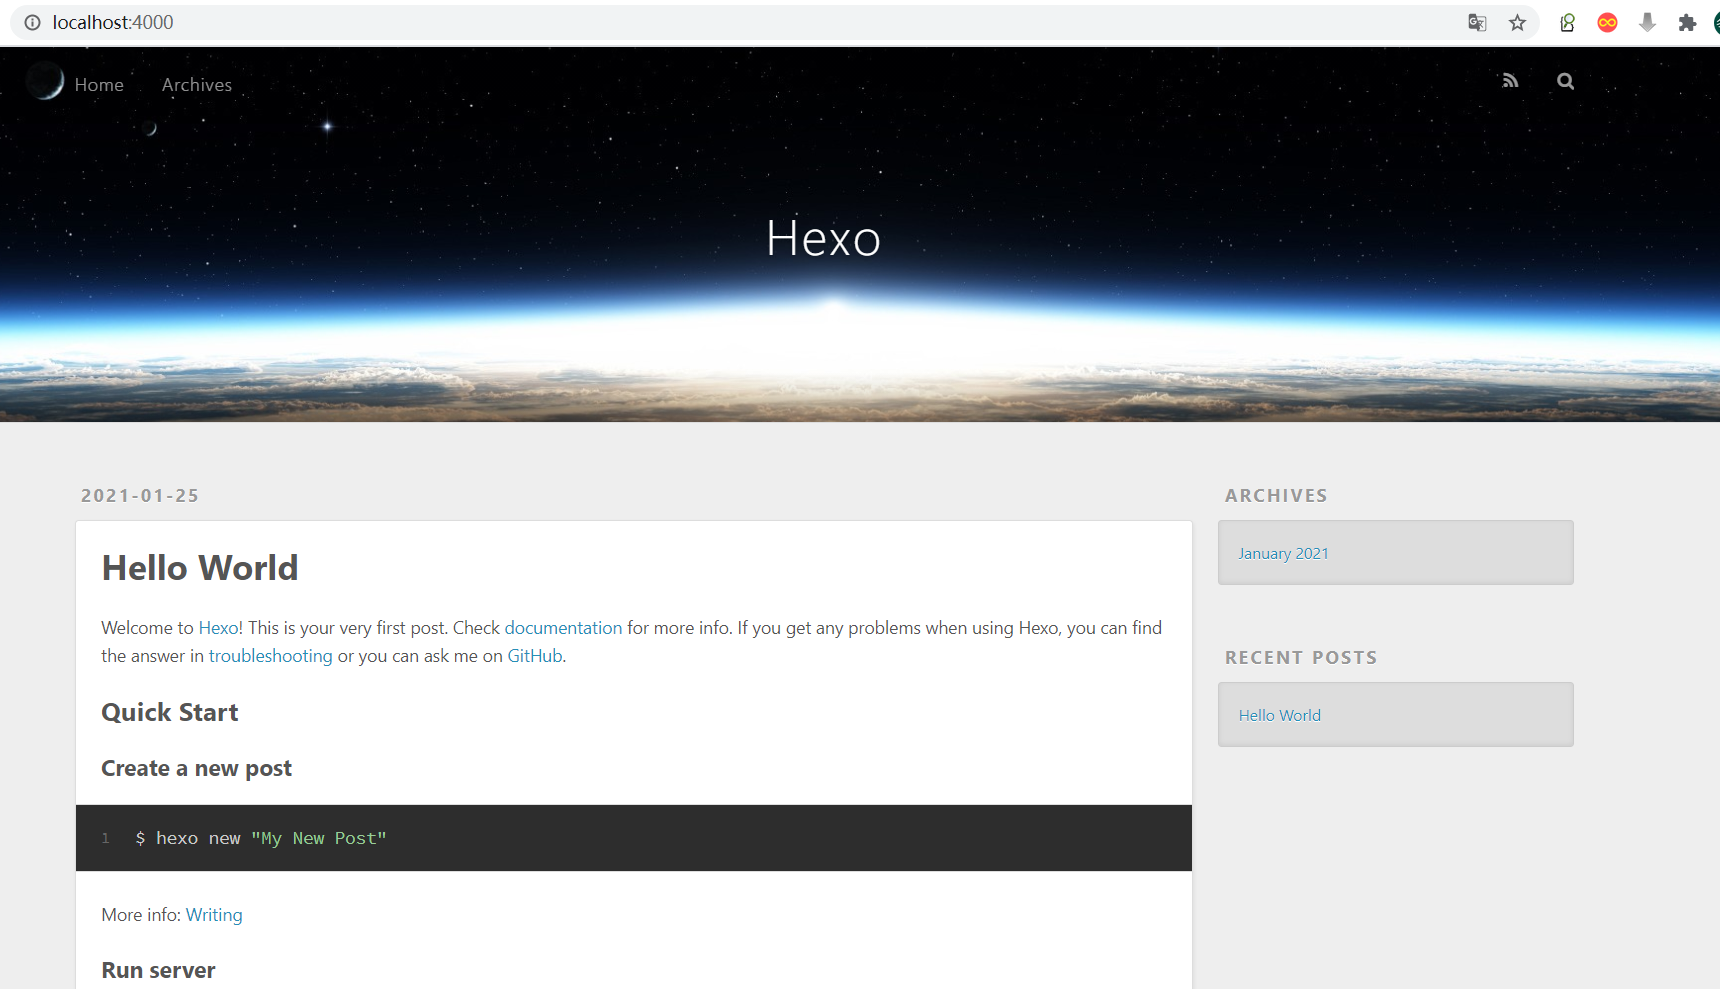 localhost:4000
Home Archives
Hexo
2021-01-25
Hello World
Welcome to Hexo! This is your very first post. Check documentation for more info. If you get any problems when using Hexo, you can find
the answer in troubleshooting or you can ask me on GitHub.
Quick Start
Create a new post
1 $ hexo new "My New Post"
More info: Writing
Run server
ARCHIVES
January 2021
RECENT POSTS
Hello World